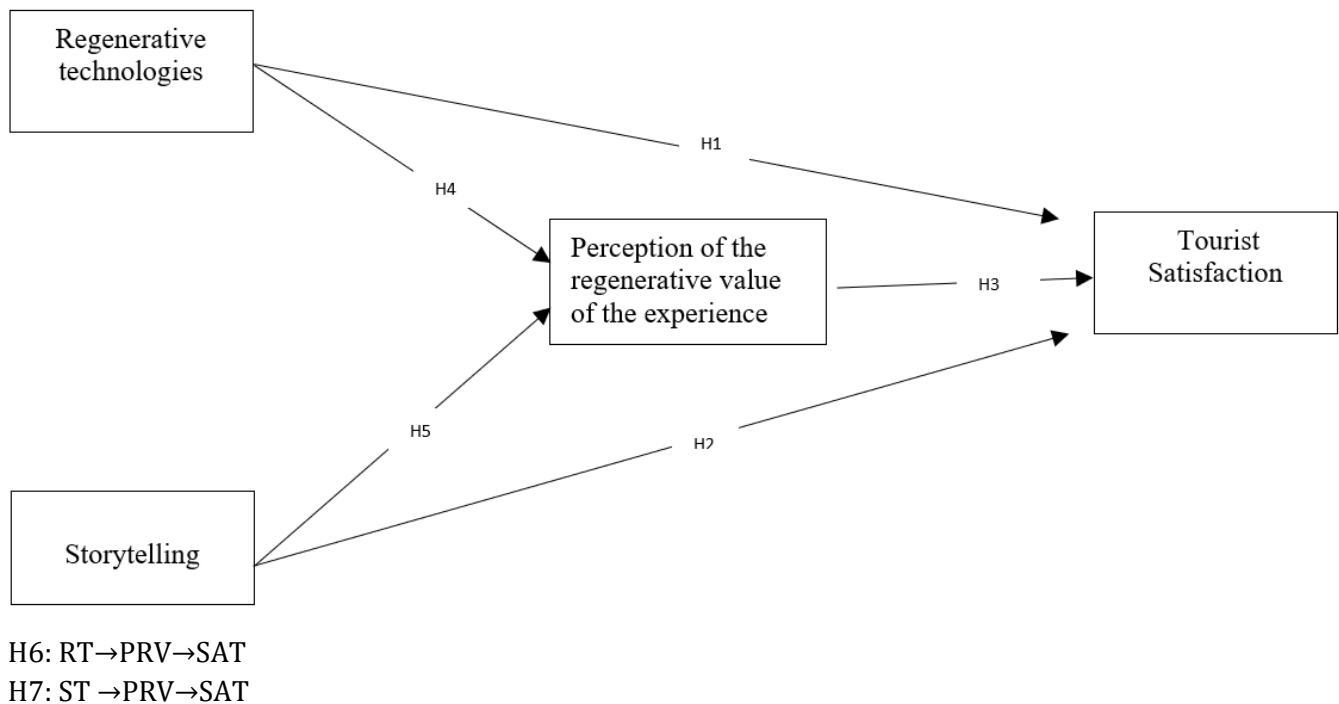 Regenerative
technologies
H1
H4
Perception of the
regenerative value
of the experience
H3
Tourist
Satisfaction
H5
H2
Storytelling
H6: RT→PRV→SAT
H7: ST →PRV→SAT